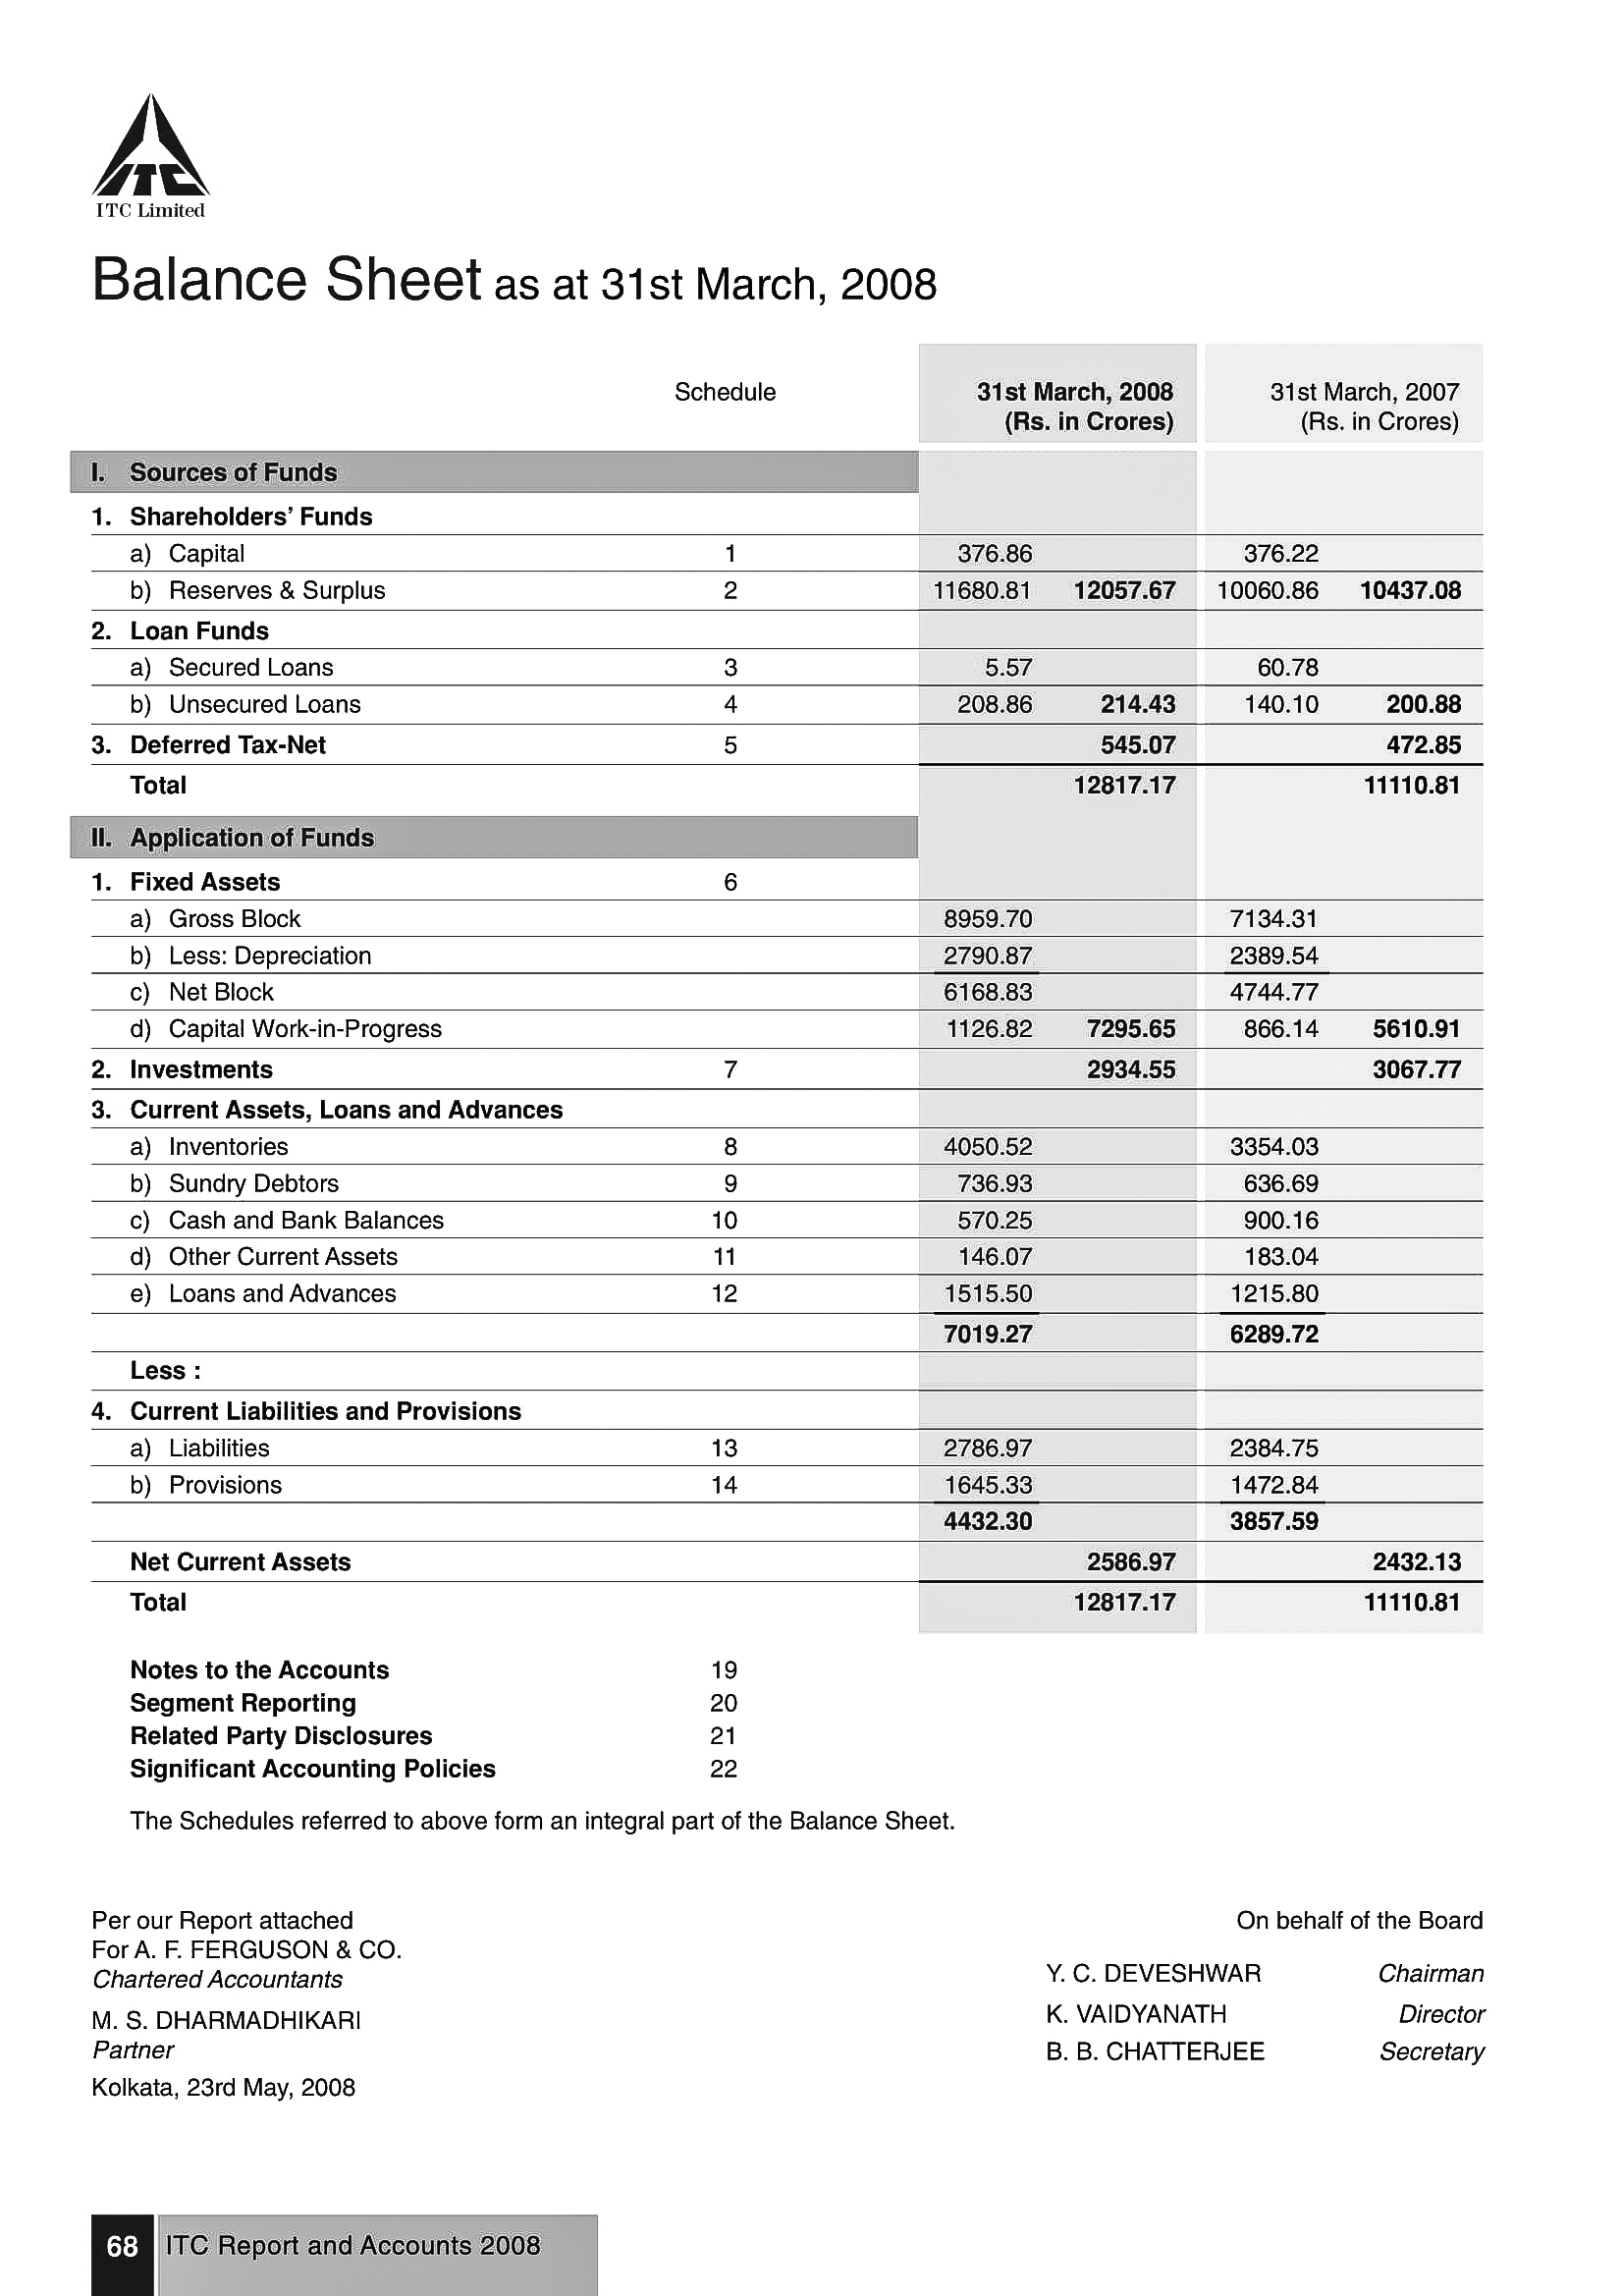 ITC
ITC Limited
Balance Sheet as at 31st March, 2008
Schedule 31st March, 2008 31st March, 2007
(Rs. in Crores) (Rs. in Crores)
I. Sources of Funds
1. Shareholders' Funds
a) Capital 1 376.86 376.22
b) Reserves & Surplus 2 11680.81 12057.67 10060.86 10437.08
2. Loan Funds
a) Secured Loans 3 5.57 60.78
b) Unsecured Loans 4 208.86 214.43 140.10 200.88
3. Deferred Tax-Net 5 545.07 472.85
Total 12817.17 11110.81
II. Application of Funds
1. Fixed Assets 6
a) Gross Block 8959.70 7134.31
b) Less: Depreciation 2790.87 2389.54
c) Net Block 6168.83 4744.77
d) Capital Work-in-Progress 1126.82 7295.65 866.14 5610.91
2. Investments 7 2934.55 3067.77
3. Current Assets, Loans and Advances
a) Inventories 8 4050.52 3354.03
b) Sundry Debtors 9 736.93 636.69
c) Cash and Bank Balances 10 570.25 900.16
d) Other Current Assets 11 146.07 183.04
e) Loans and Advances 12 1515.50 1215.80
7019.27 6289.72
Less :
4. Current Liabilities and Provisions
a) Liabilities 13 2786.97 2384.75
b) Provisions 14 1645.33 1472.84
4432.30 3857.59
Net Current Assets 2586.97 2432.13
Total 12817.17 11110.81
Notes to the Accounts 19
Segment Reporting 20
Related Party Disclosures 21
Significant Accounting Policies 22
The Schedules referred to above form an integral part of the Balance Sheet.
Per our Report attached
For A. F. FERGUSON & CO.
Chartered Accountants
M. S. DHARMADHIKARI
Partner
Kolkata, 23rd May, 2008
On behalf of the Board
Y. C. DEVESHWAR Chairman
K. VAIDYANATH Director
B. B. CHATTERJEE Secretary
68 ITC Report and Accounts 2008